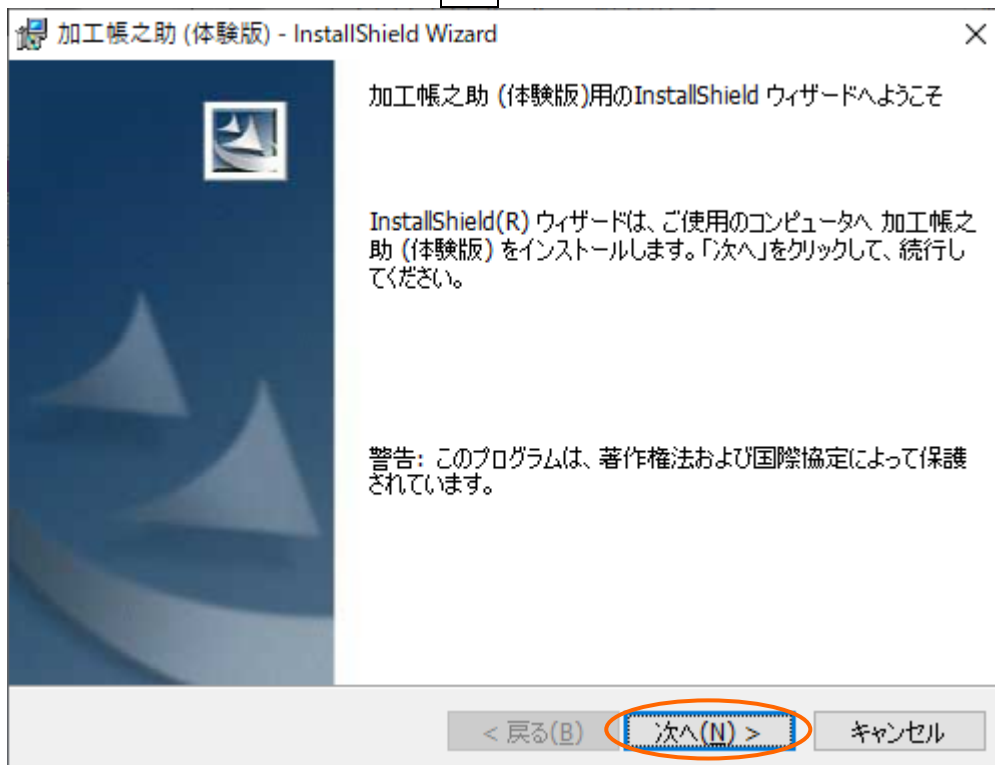 加工帳之助 (体験版) - InstallShield Wizard
加工帳之助 (体験版)用のInstallShield ウィザードへようこそ
InstallShield(R) ウィザードは、ご使用のコンピュータへ 加工帳之
助 (体験版) をインストールします。「次へ」をクリックして、続行し
てください。
警告: このプログラムは、著作権法および国際協定によって保護
されています。
< 戻る(B) 次へ(N) > キャンセル